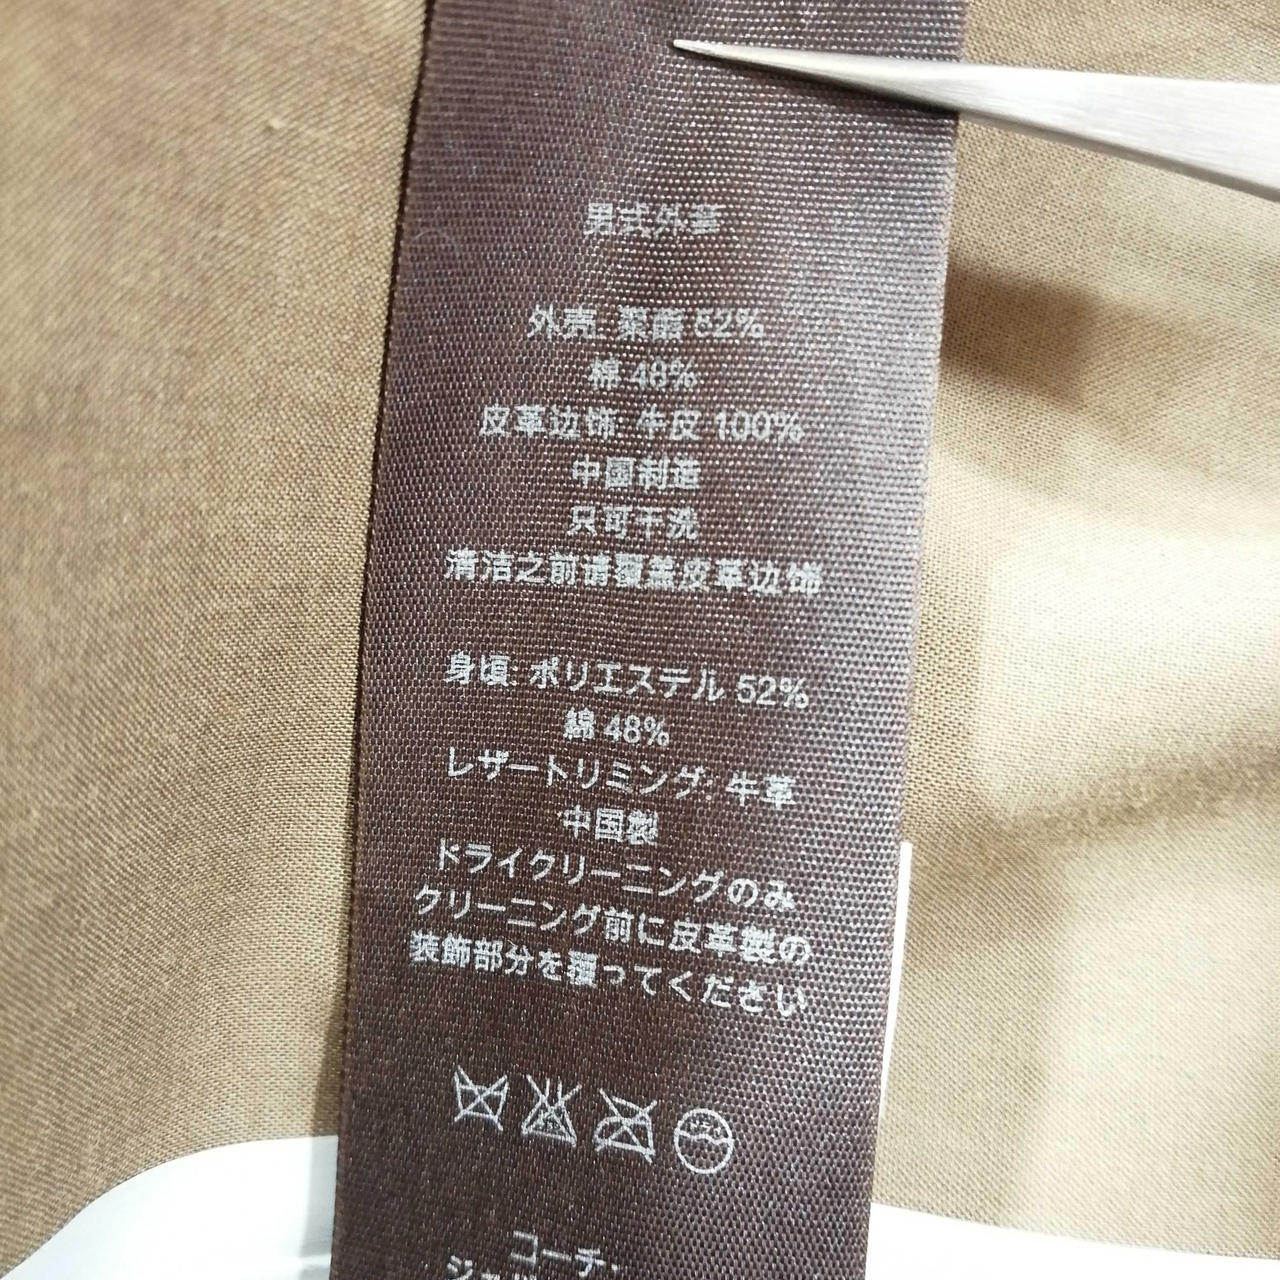 男式外套
外壳: 聚酯 52%
棉 48%
皮革边饰: 牛皮 100%
中国制造
只可干洗
清洁之前请覆盖皮革边饰
身頃: ポリエステル 52%
綿 48%
レザートリミング: 牛革
中国製
ドライクリーニングのみ
クリーニング前に皮革製の
装飾部分を覆ってください
コーチ・